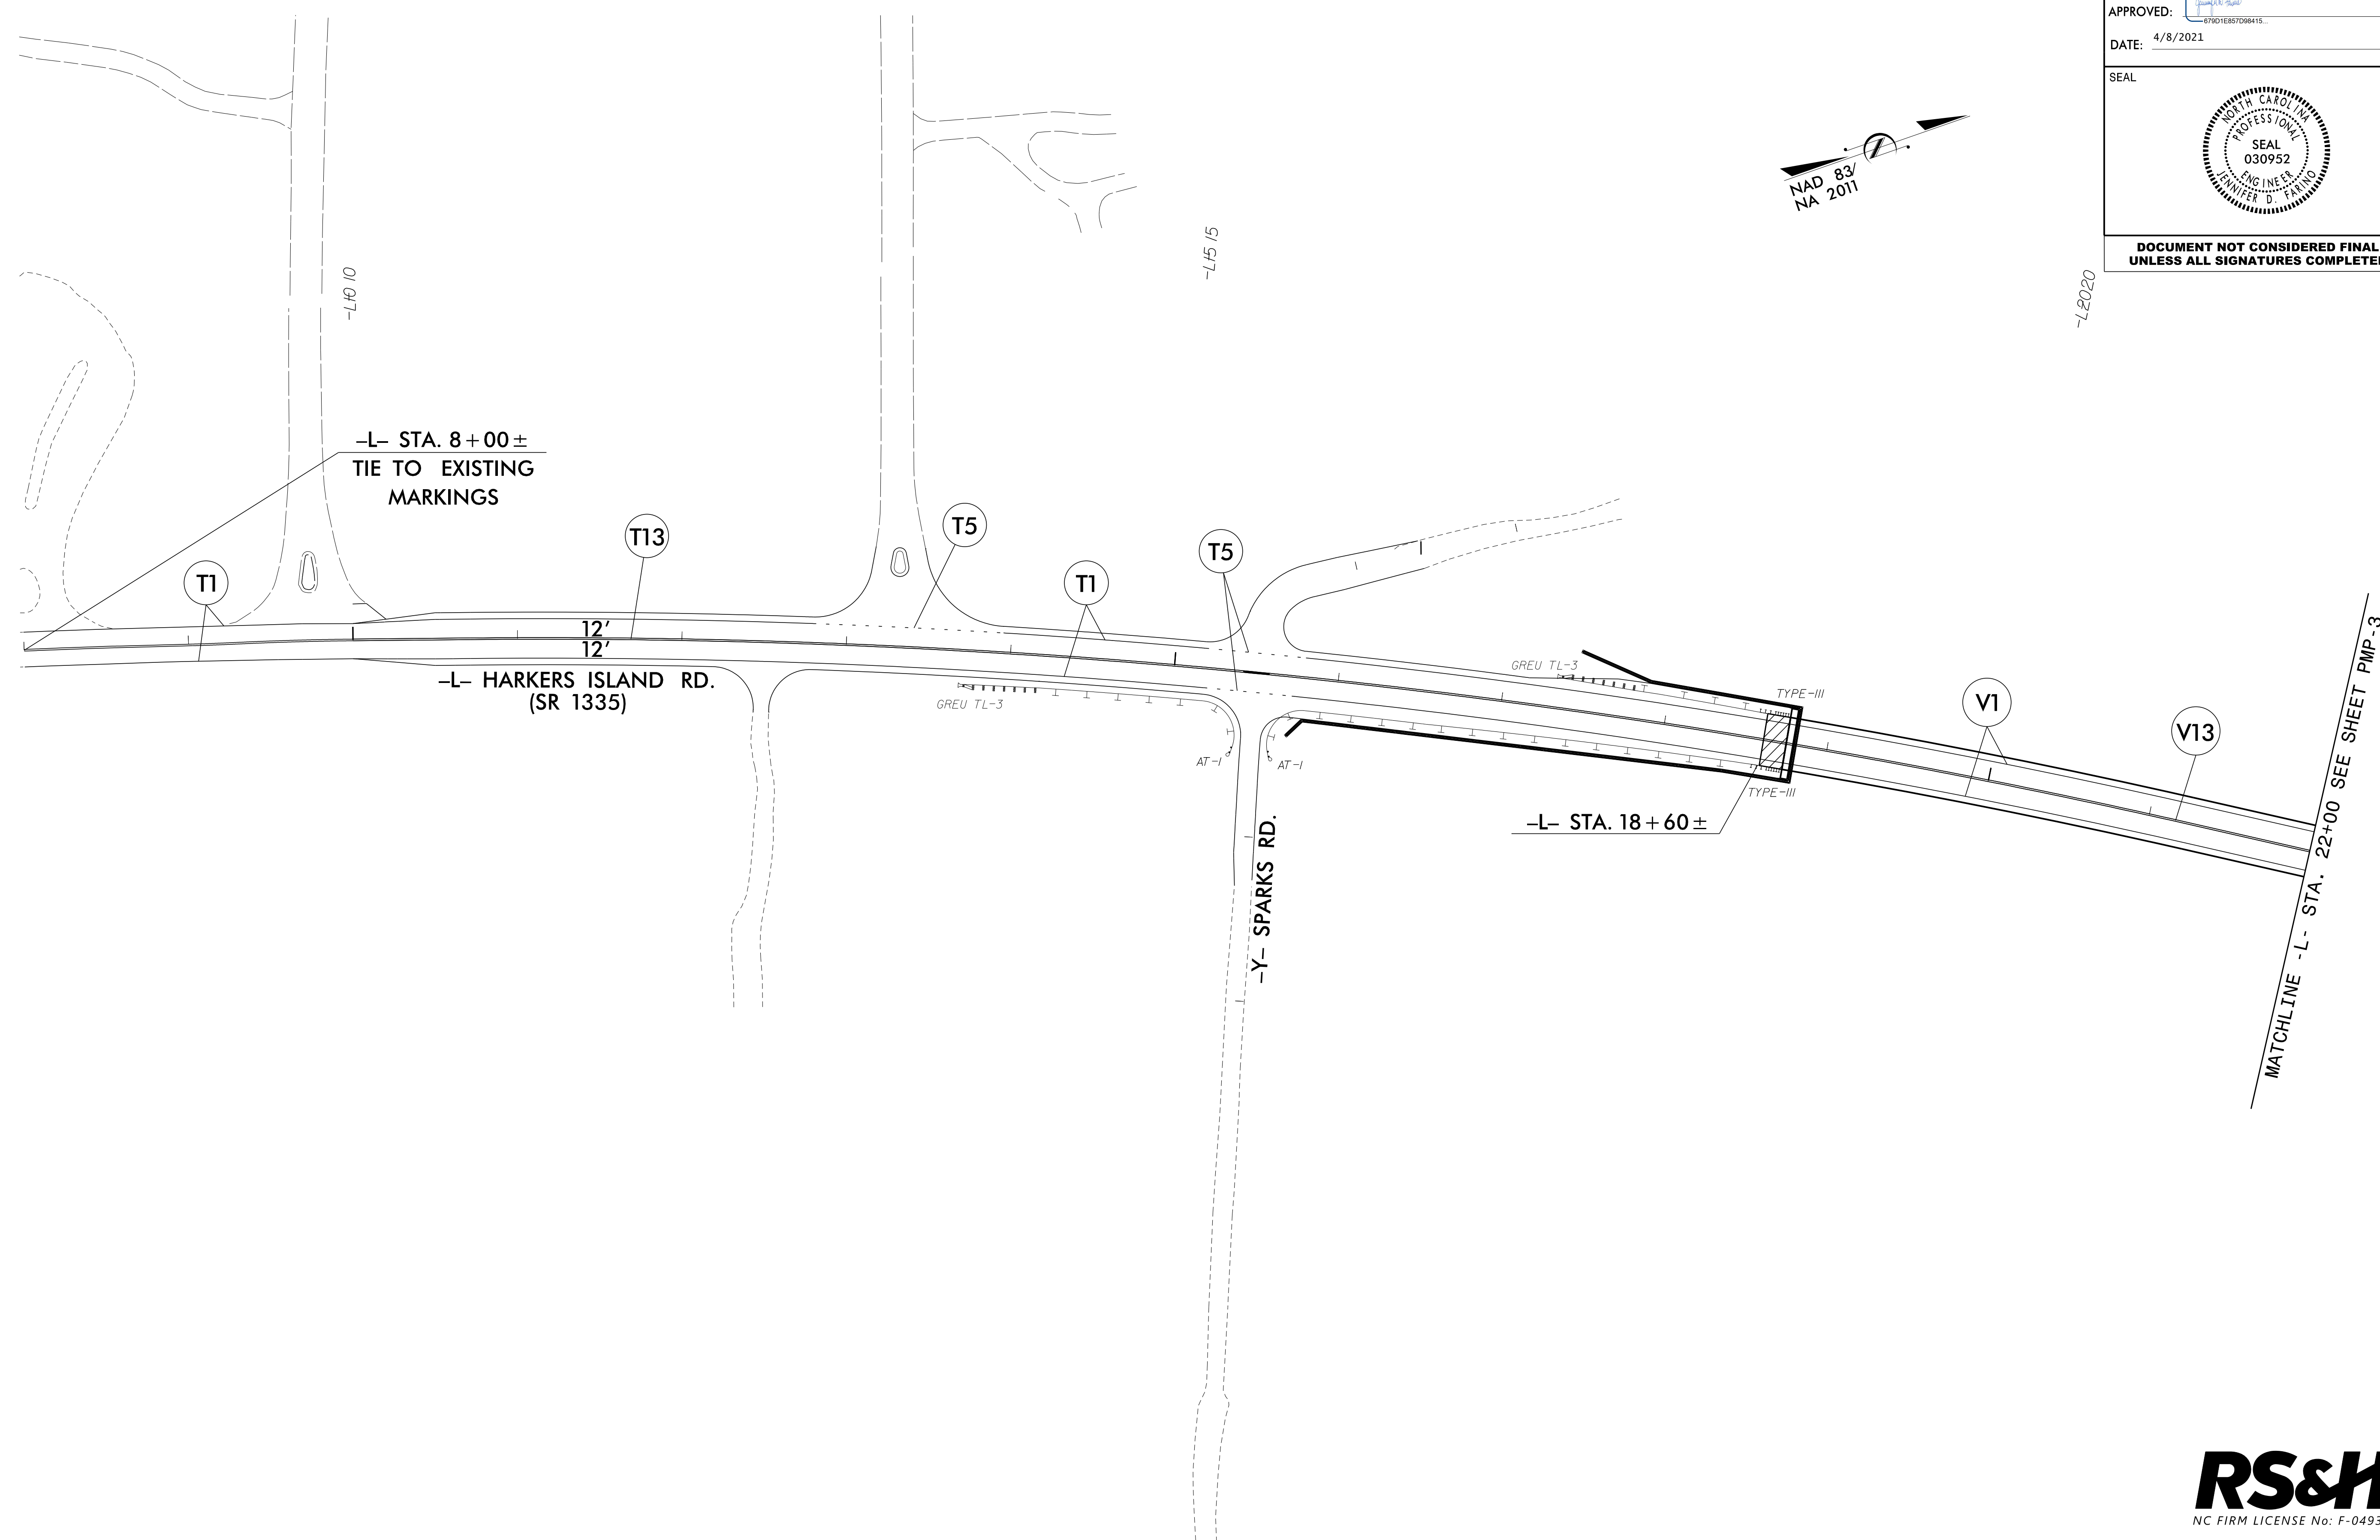 APPROVED:
679D1E857D98415...
DATE: 4/8/2021
SEAL
NORTH CAROLINA
PROFESSIONAL
SEAL
030952
ENGINEER
JENNIFER D. FARINO
DOCUMENT NOT CONSIDERED FINAL
UNLESS ALL SIGNATURES COMPLETE
NAD 83/
NA 2011
-L- STA. 8+00±
TIE TO EXISTING
MARKINGS
T1
T13
T5
T1
T5
12'
12'
-L- HARKERS ISLAND RD.
(SR 1335)
GREU TL-3
AT-1
AT-1
-Y- SPARKS RD.
GREU TL-3
TYPE-III
TYPE-III
-L- STA. 18+60±
V1
V13
MATCHLINE -L- STA. 22+00 SEE SHEET PMP-3
RS&H
NC FIRM LICENSE No: F-049